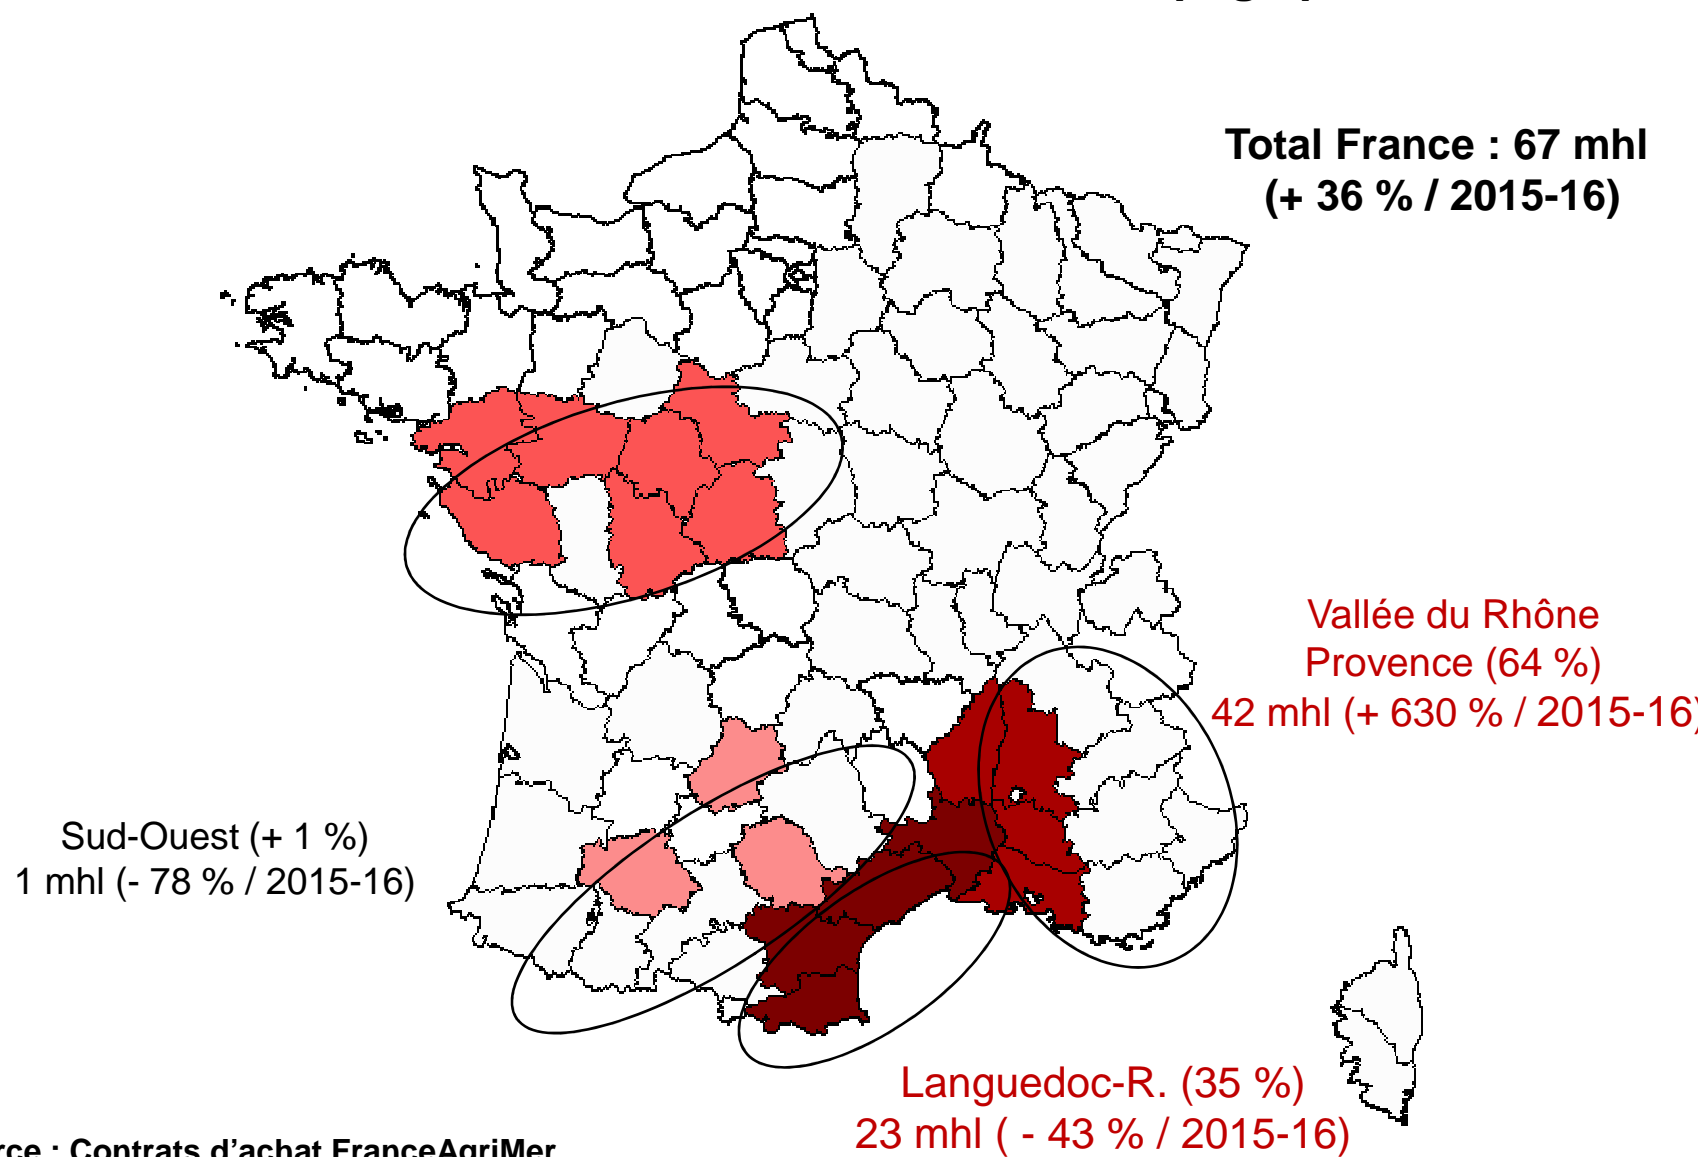 Total France : 67 mhl
(+ 36 % / 2015-16)
Vallée du Rhône
Provence (64 %)
42 mhl (+ 630 % / 2015-16)
Sud-Ouest (+ 1 %)
1 mhl (- 78 % / 2015-16)
Languedoc-R. (35 %)
23 mhl ( - 43 % / 2015-16)
rce : Contrats d'achat FranceAgriMer